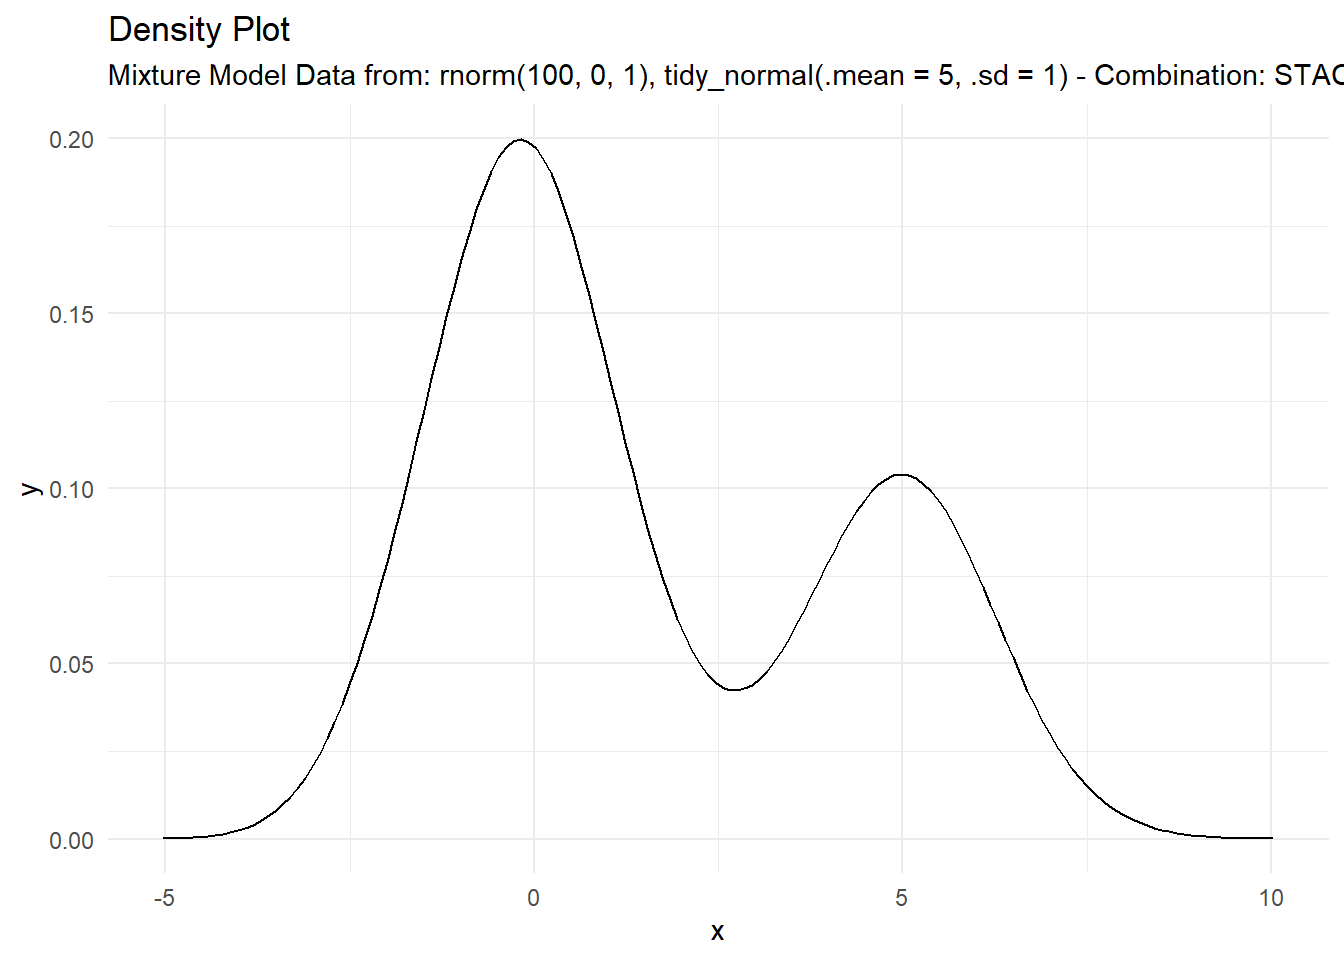 Density Plot
Mixture Model Data from: rnorm(100, 0, 1), tidy_normal(.mean = 5, .sd = 1) - Combination: STAC
0.20
0.15
0.10
0.05
0.00
y
-5 0 5 10
x